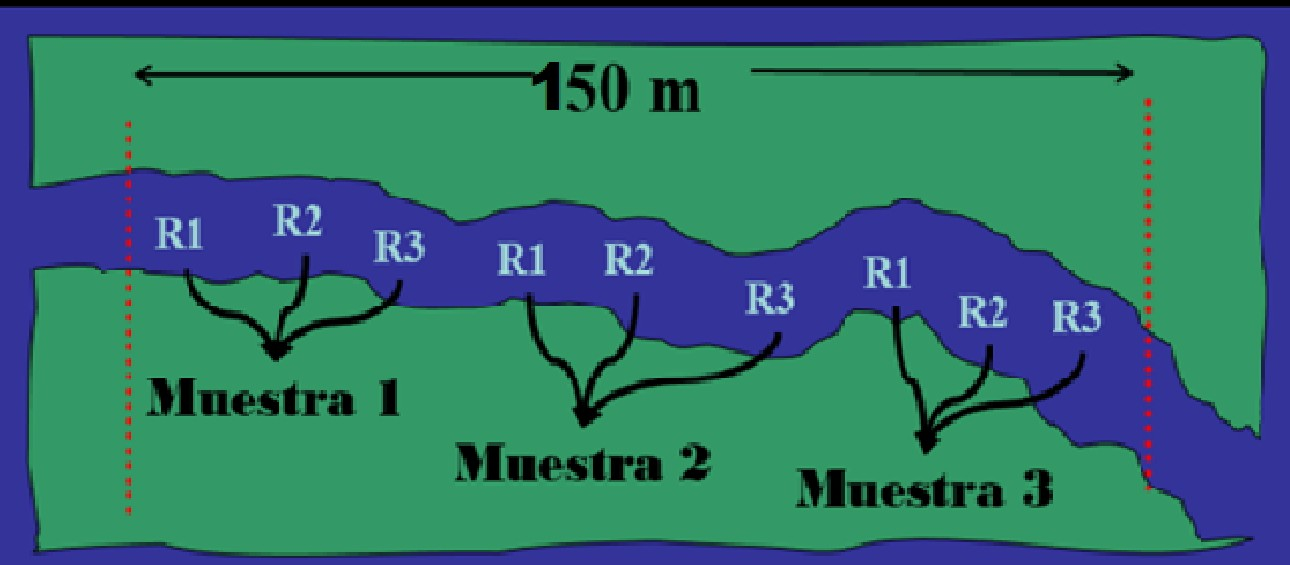 150 m
R1 R2 R3 R1 R2 R3 R1 R2 R3
Muestra 1
Muestra 2
Muestra 3